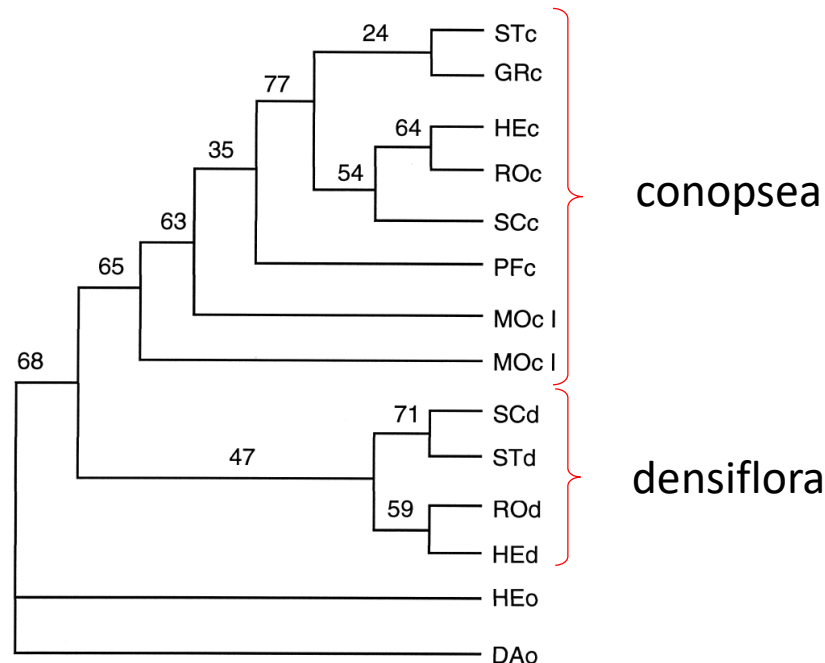 24
STc
GRc
77
64
HEc
ROc
35
54
SCc
63
PFc
65
MOc I
MOc I
conopsea
68
71
SCd
STd
47
59
ROd
HEd
densiflora
HEo
DAo